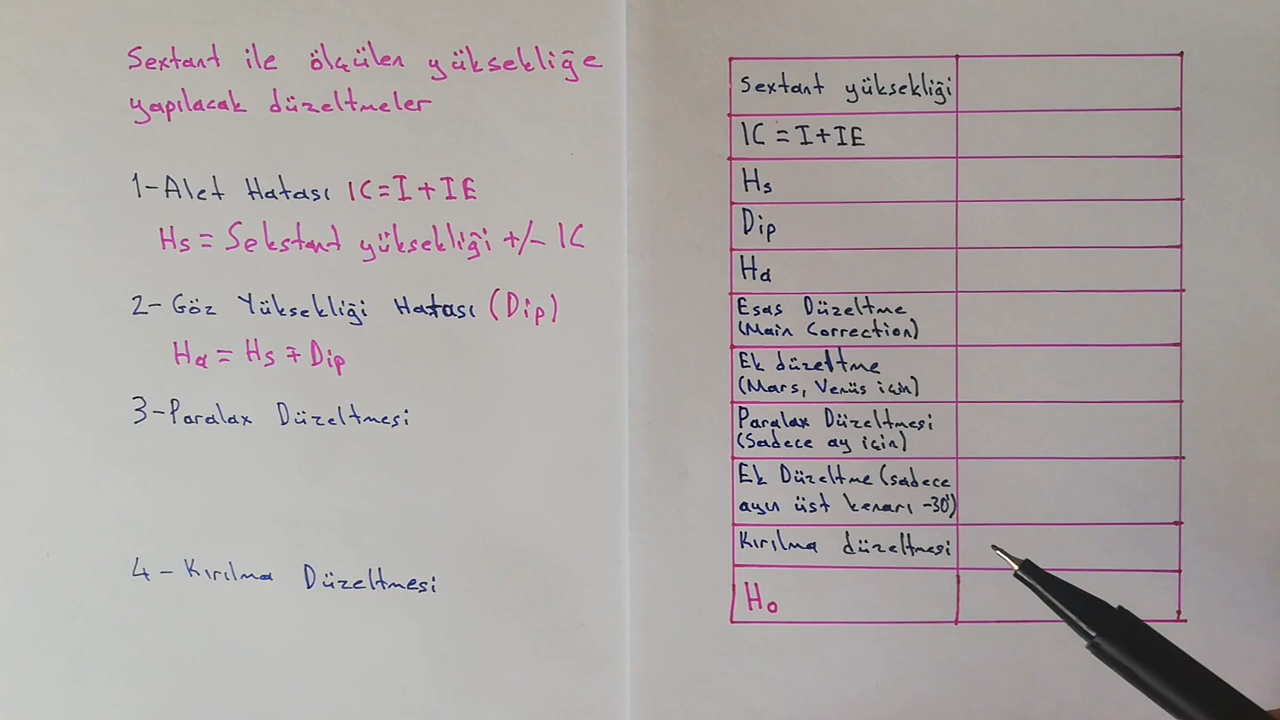 Sextant ile ölçülen yüksekliğe
yapılacak düzeltmeler
1-Alet Hatası IC=I+IE
Hs = Sekstant yüksekliği +/- IC
2- Göz Yüksekliği Hatası (Dip)
Ha = Hs ∓ Dip
3-Paralax Düzeltmesi
4-Kırılma Düzeltmesi
Sextant yüksekliği
IC = I+IE
Hs
Dip
Ha
Esas Düzeltme
(Main Correction)
Ek düzeltme
(Mars, Venüs için)
Paralax Düzeltmesi
(Sadece ay için)
Ek Düzeltme (sadece
ayın üst kenarı -30')
Kırılma düzeltmesi
Ho